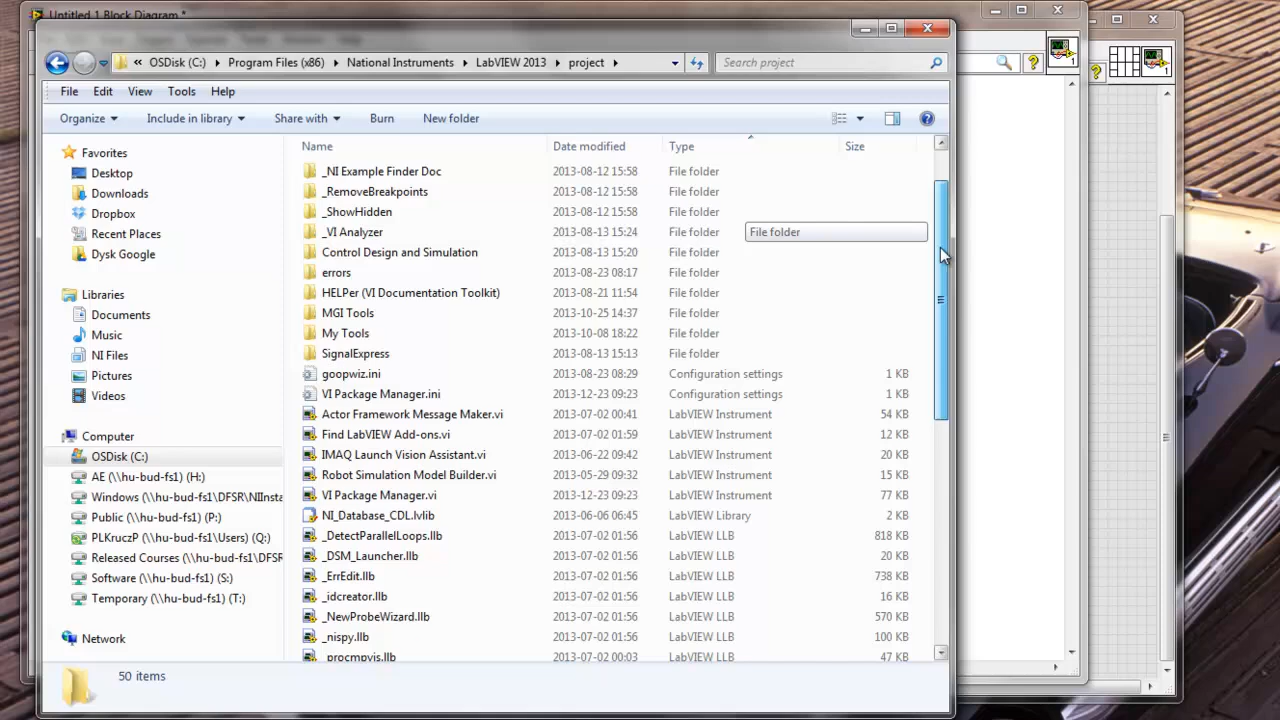 Untitled 1 Block Diagram *
« OSDisk (C:) Program Files (x86) National Instruments LabVIEW 2013 project Search project
File Edit View Tools Help
Organize Include in library Share with Burn New folder
Name Date modified Type Size
Favorites
Desktop
Downloads
Dropbox
Recent Places
Dysk Google
Libraries
Documents
Music
NI Files
Pictures
Videos
Computer
OSDisk (C:)
AE (\\hu-bud-fs1) (H:)
Windows (\\hu-bud-fs1\DFSR\NIInsta
Public (\\hu-bud-fs1) (P:)
PLKruczP (\\hu-bud-fs1\Users) (Q:)
Released Courses (\\hu-bud-fs1\DFSR
Software (\\hu-bud-fs1) (S:)
Temporary (\\hu-bud-fs1) (T:)
Network
_NI Example Finder Doc 2013-08-12 15:58 File folder
_RemoveBreakpoints 2013-08-12 15:58 File folder
_ShowHidden 2013-08-12 15:58 File folder
_VI Analyzer 2013-08-13 15:24 File folder
File folder
Control Design and Simulation 2013-08-13 15:20 File folder
errors 2013-08-23 08:17 File folder
HELPer (VI Documentation Toolkit) 2013-08-21 11:54 File folder
MGI Tools 2013-10-25 14:37 File folder
My Tools 2013-10-08 18:22 File folder
SignalExpress 2013-08-13 15:13 File folder
goopwiz.ini 2013-08-23 08:29 Configuration settings 1 KB
VI Package Manager.ini 2013-12-23 09:23 Configuration settings 1 KB
Actor Framework Message Maker.vi 2013-07-02 00:41 LabVIEW Instrument 54 KB
Find LabVIEW Add-ons.vi 2013-07-02 01:59 LabVIEW Instrument 12 KB
IMAQ Launch Vision Assistant.vi 2013-06-22 09:42 LabVIEW Instrument 20 KB
Robot Simulation Model Builder.vi 2013-05-29 09:32 LabVIEW Instrument 15 KB
VI Package Manager.vi 2013-12-23 09:23 LabVIEW Instrument 77 KB
NI_Database_CDL.lvlib 2013-06-06 06:45 LabVIEW Library 2 KB
_DetectParallelLoops.llb 2013-07-02 01:56 LabVIEW LLB 818 KB
_DSM_Launcher.llb 2013-07-02 01:56 LabVIEW LLB 20 KB
_ErrEdit.llb 2013-07-02 01:56 LabVIEW LLB 738 KB
_idcreator.llb 2013-07-02 01:56 LabVIEW LLB 16 KB
_NewProbeWizard.llb 2013-07-02 01:56 LabVIEW LLB 570 KB
_nispy.llb 2013-07-02 01:56 LabVIEW LLB 100 KB
_procmpvis.llb 2013-07-02 00:03 LabVIEW LLB 47 KB
50 items